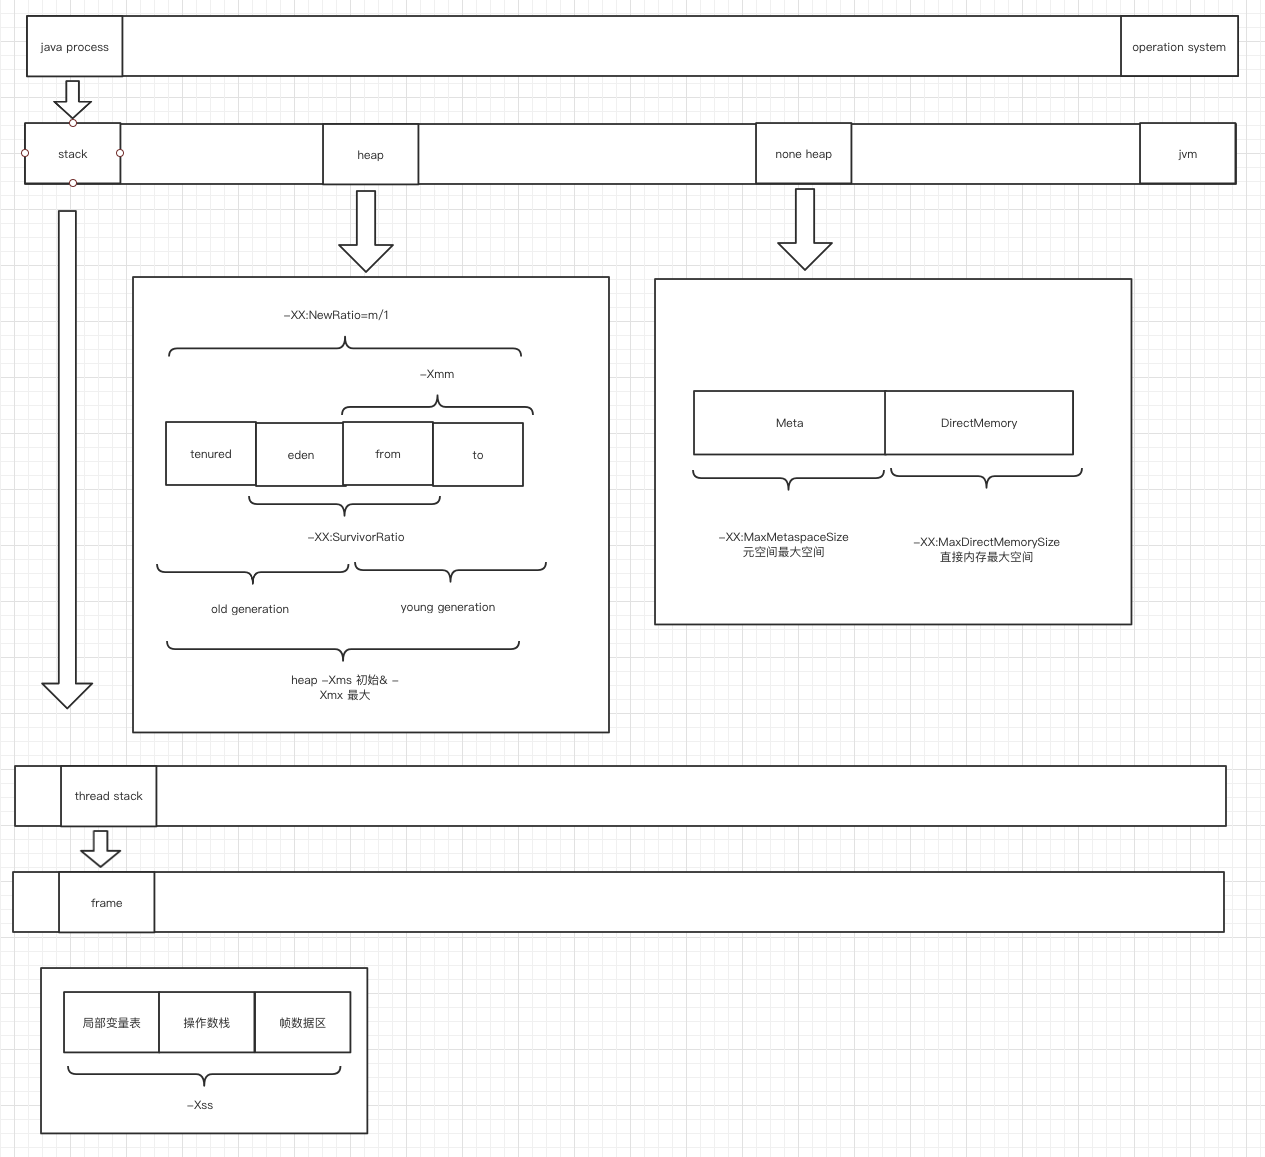 java process
operation system
stack
heap
none heap
jvm
-XX:NewRatio=m/1
-Xmm
tenured
eden
from
to
-XX:SurvivorRatio
old generation
young generation
heap -Xms 初始& -
Xmx 最大
Meta
DirectMemory
-XX:MaxMetaspaceSize
元空间最大空间
-XX:MaxDirectMemorySize
直接内存最大空间
thread stack
frame
局部变量表
操作数栈
帧数据区
-Xss